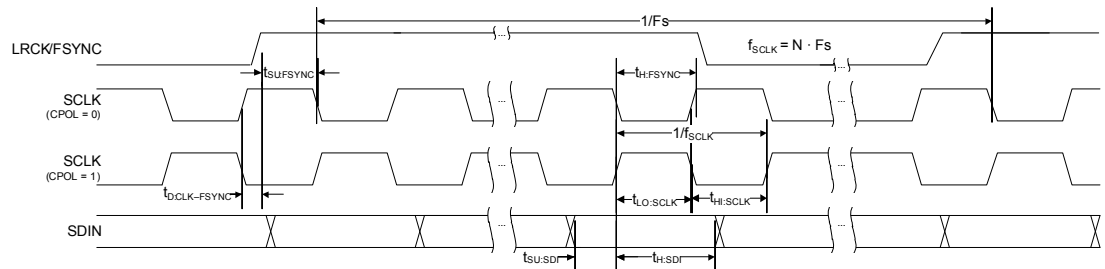 1/Fs
LRCK/FSYNC
...
f_SCLK = N · Fs
...
t_SU:FSYNC
t_H:FSYNC
SCLK
(CPOL = 0)
...
...
1/f_SCLK
SCLK
(CPOL = 1)
...
...
t_D:CLK–FSYNC
t_LO:SCLK
t_HI:SCLK
SDIN
...
...
t_SU:SDI
t_H:SDI